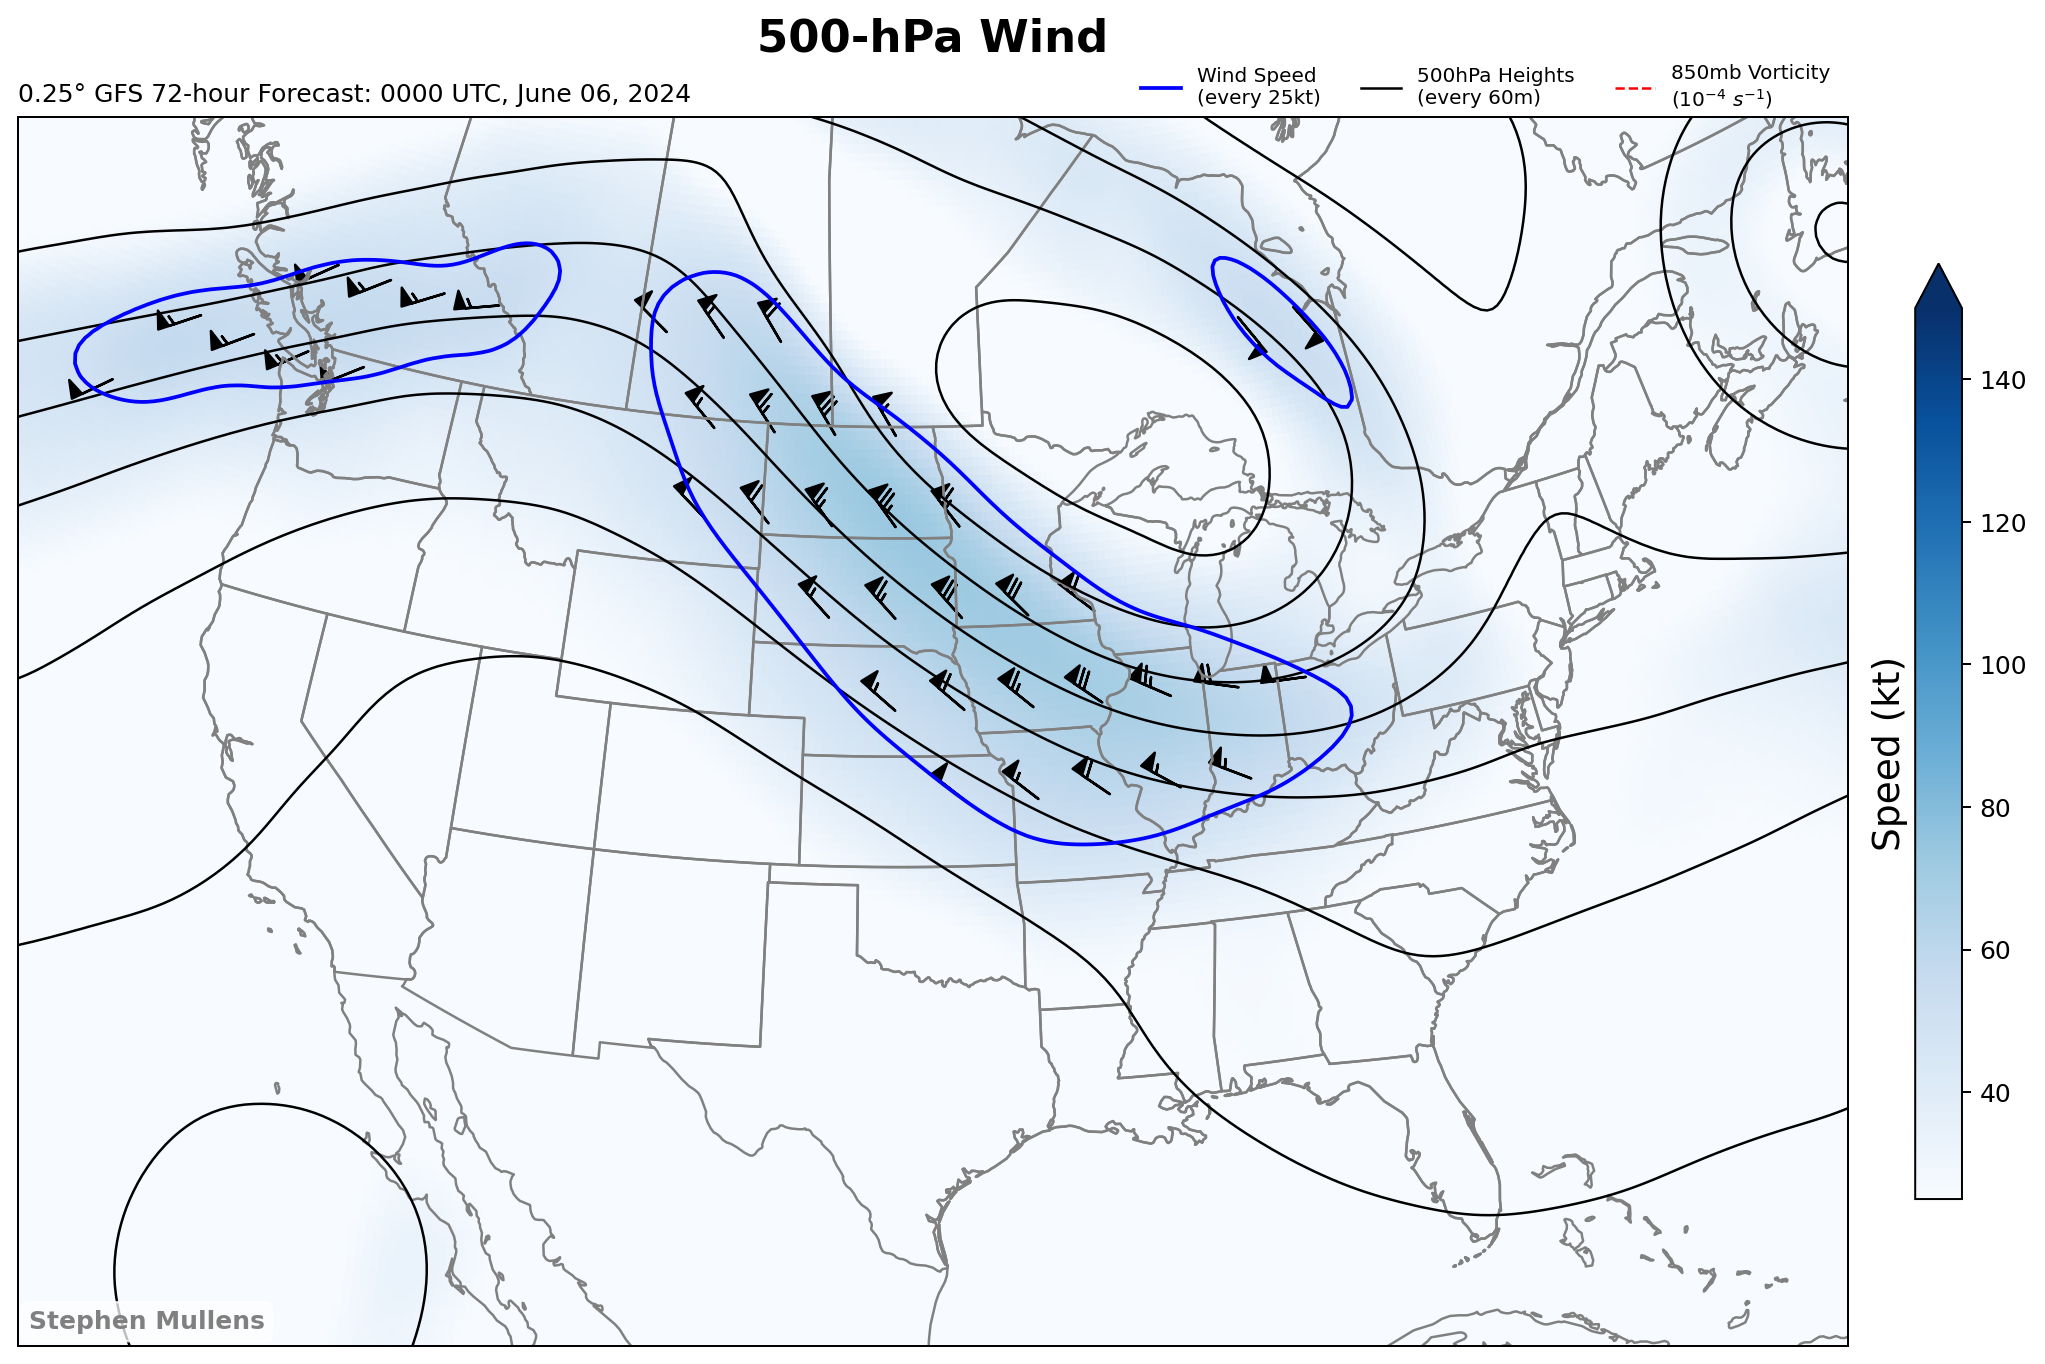 500-hPa Wind
0.25° GFS 72-hour Forecast: 0000 UTC, June 06, 2024
Wind Speed
(every 25kt)
500hPa Heights
(every 60m)
850mb Vorticity
(10⁻⁴ s⁻¹)
140
120
100
80
60
40
Speed (kt)
Stephen Mullens